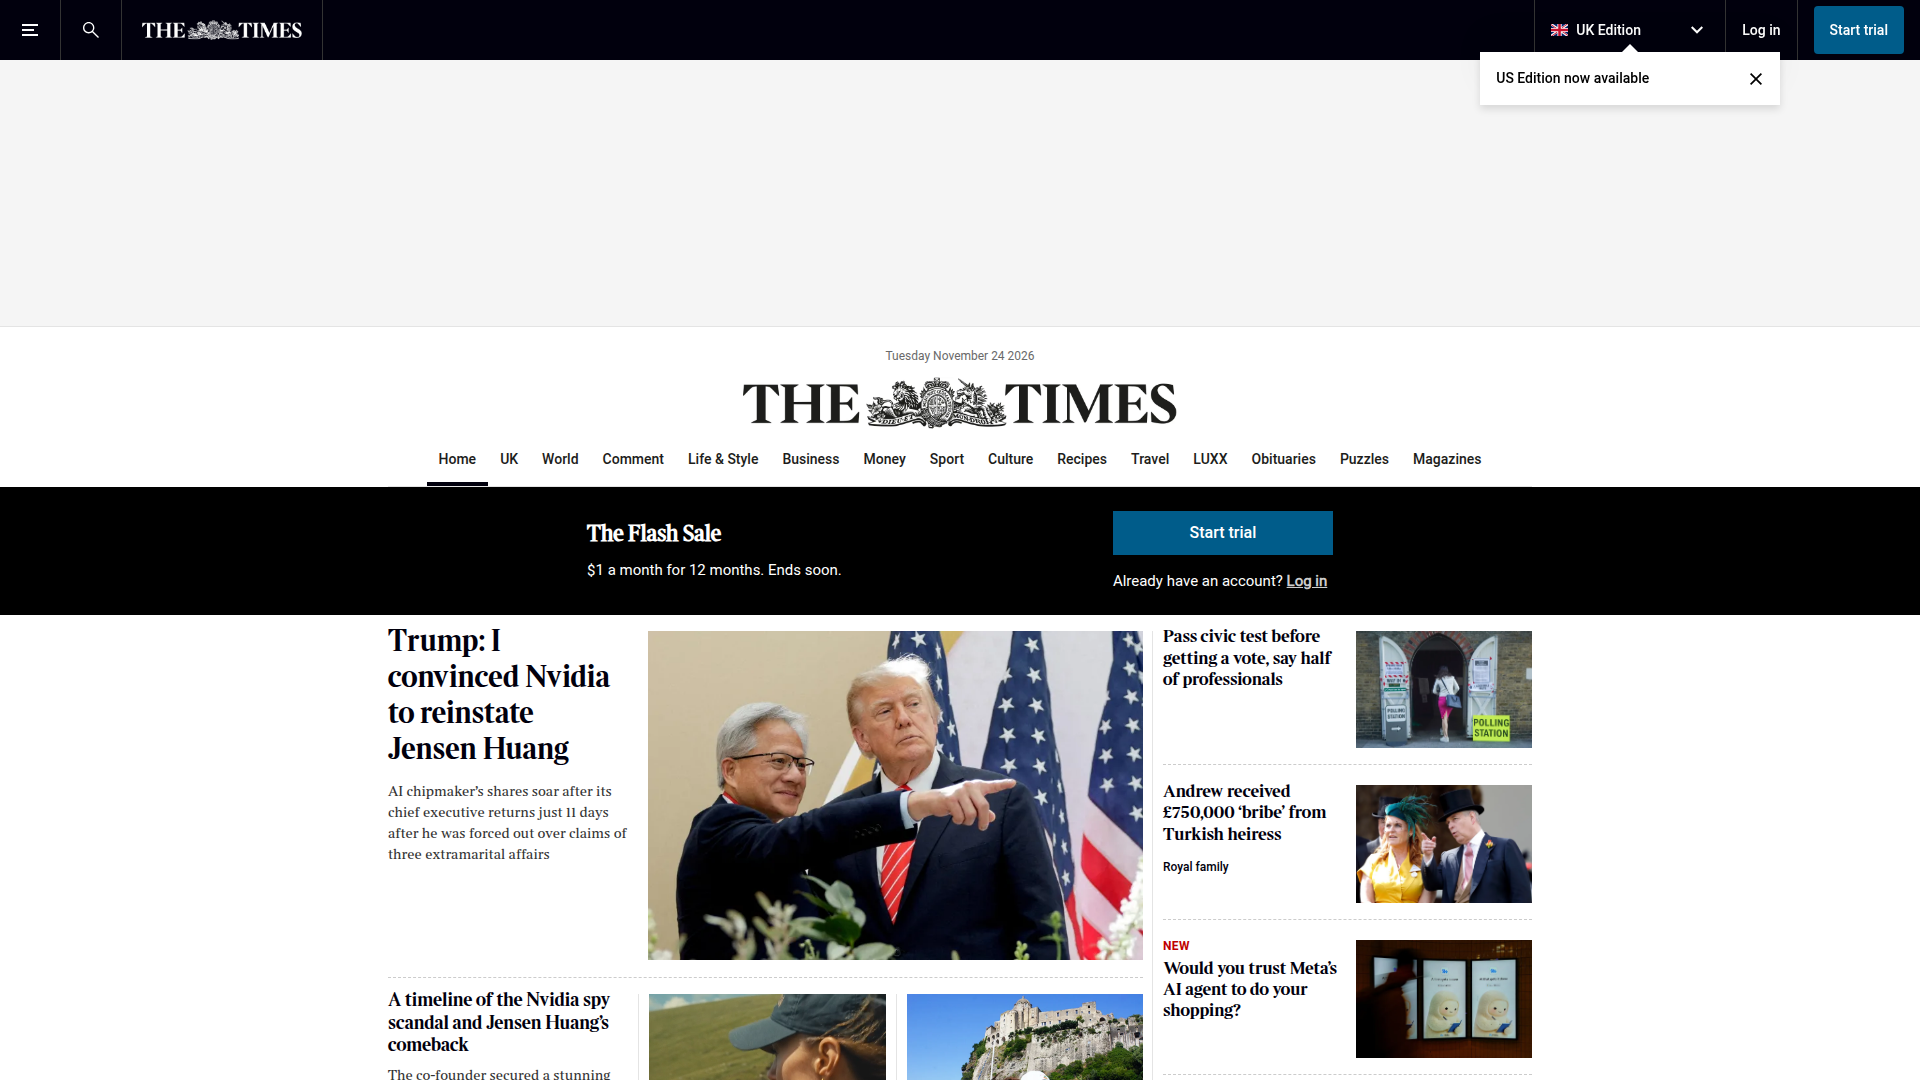 THE TIMES
UK Edition
Log in
Start trial
US Edition now available
Tuesday November 24 2026
THE TIMES
Home UK World Comment Life & Style Business Money Sport Culture Recipes Travel LUXX Obituaries Puzzles Magazines
The Flash Sale
$1 a month for 12 months. Ends soon.
Start trial
Already have an account? Log in
Trump: I
convinced Nvidia
to reinstate
Jensen Huang
AI chipmaker's shares soar after its
chief executive returns just 11 days
after he was forced out over claims of
three extramarital affairs
A timeline of the Nvidia spy
scandal and Jensen Huang's
comeback
The co-founder secured a stunning
Pass civic test before
getting a vote, say half
of professionals
POLLING
STATION
POLLING
STATION
Andrew received
£750,000 ‘bribe’ from
Turkish heiress
Royal family
NEW
Would you trust Meta's
AI agent to do your
shopping?